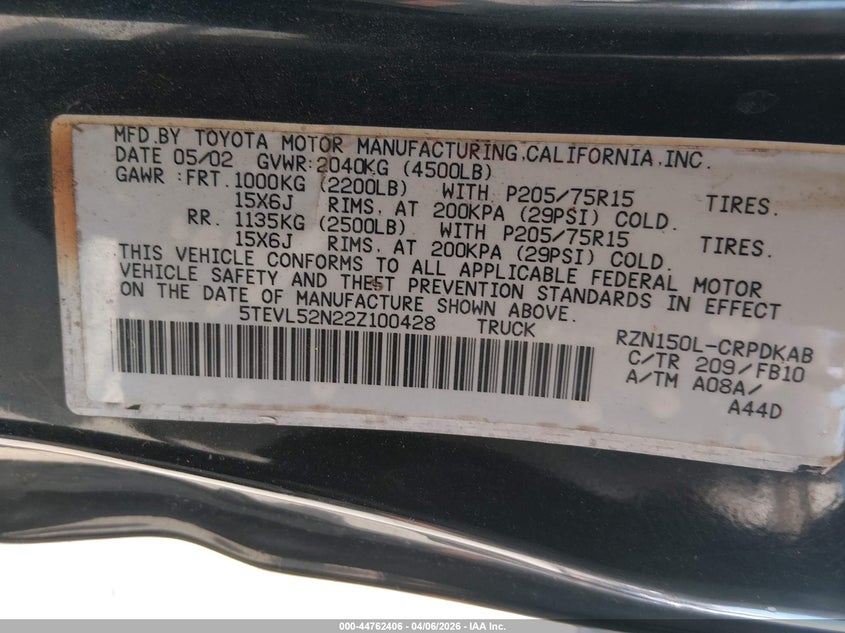 MFD.BY TOYOTA MOTOR MANUFACTURING.CALIFORNIA.INC.
DATE 05/02 GVWR:2040KG (4500LB)
GAWR :FRT.1000KG (2200LB) WITH P205/75R15 TIRES.
15X6J RIMS. AT 200KPA (29PSI) COLD.
RR. 1135KG (2500LB) WITH P205/75R15 TIRES.
15X6J RIMS. AT 200KPA (29PSI) COLD.
THIS VEHICLE CONFORMS TO ALL APPLICABLE FEDERAL MOTOR
VEHICLE SAFETY AND THEFT PREVENTION STANDARDS IN EFFECT
ON THE DATE OF MANUFACTURE SHOWN ABOVE.
5TEVL52N22Z100428 TRUCK
RZN150L-CRPDKAB
C/TR 209/FB10
A/TM A08A/
A44D
000-44762406 - 04/06/2026 - IAA Inc.